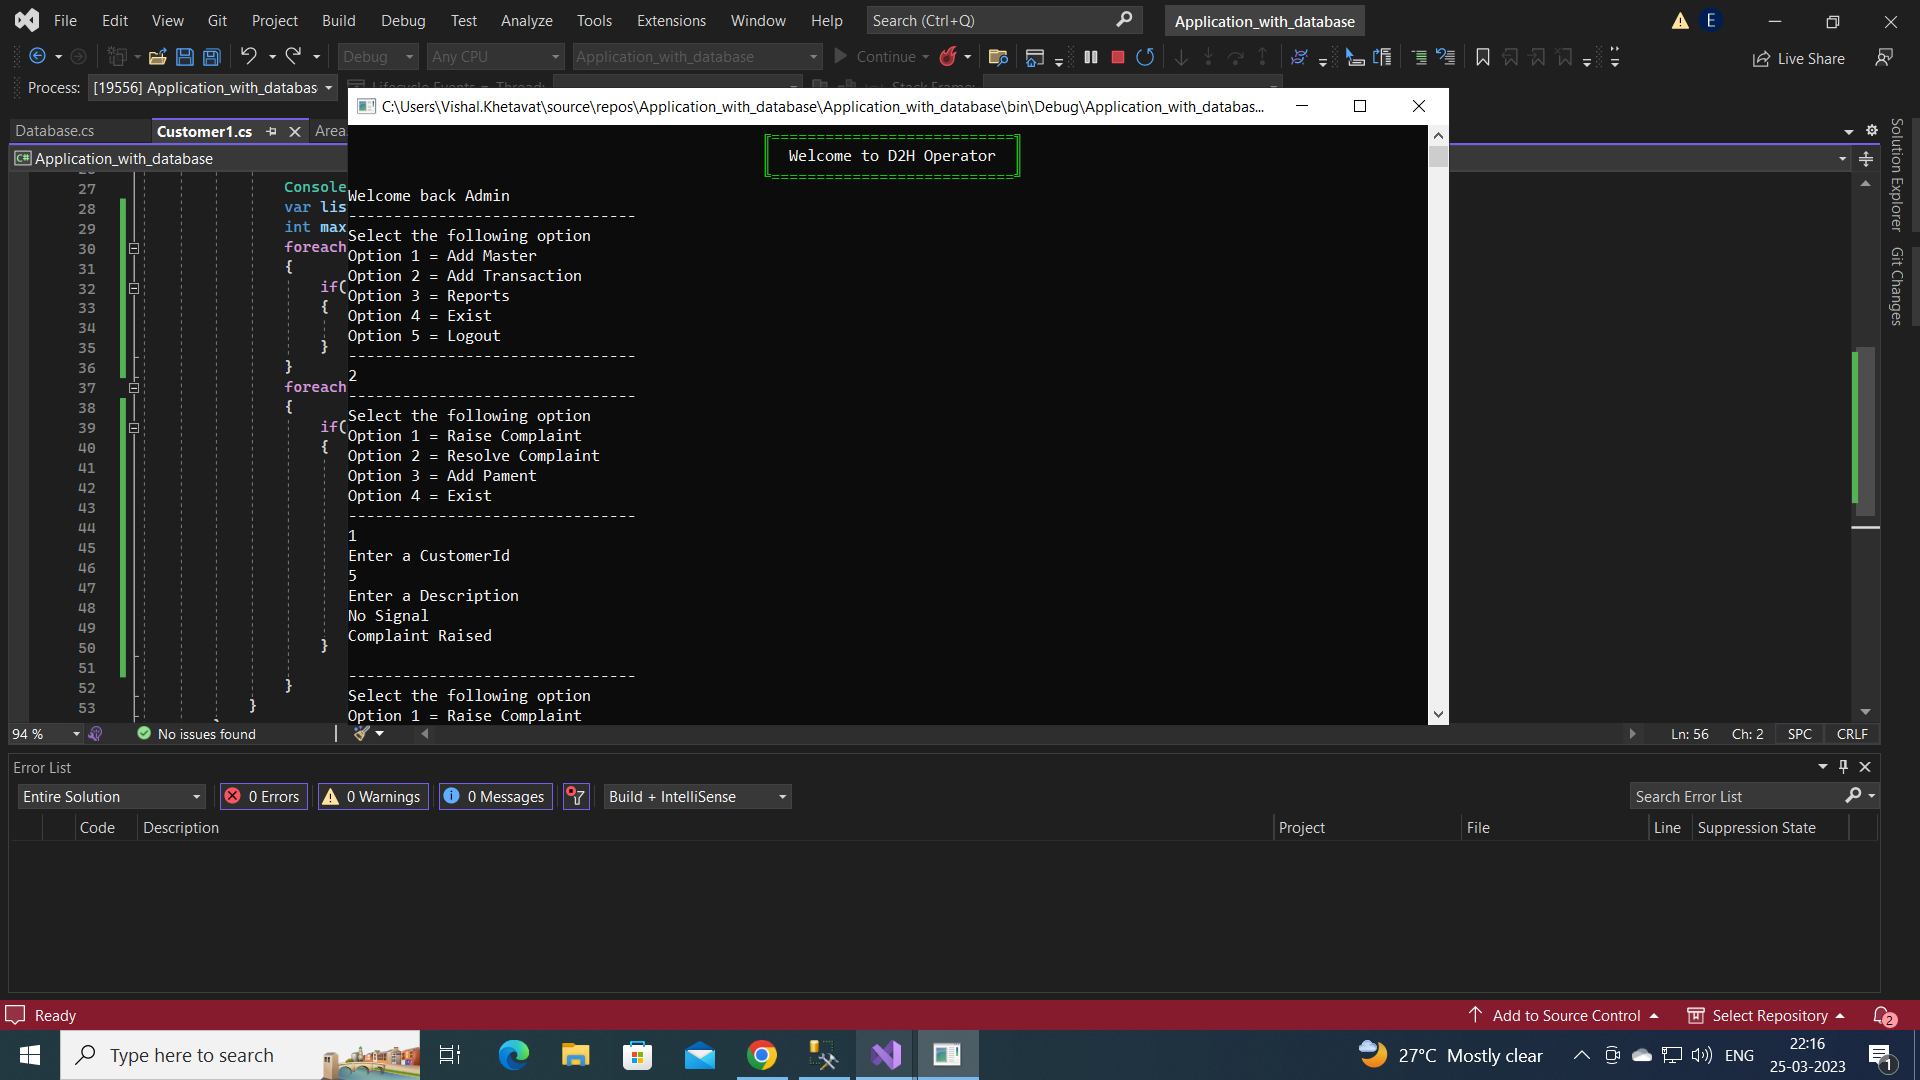 File Edit View Git Project Build Debug Test Analyze Tools Extensions Window Help Search (Ctrl+Q) Application_with_database E
Debug Any CPU Application_with_database Continue Live Share
Process: [19556] Application_with_databas Lifecycle Events Thread: Stack Frame:
C:\Users\Vishal.Khetavat\source\repos\Application_with_database\Application_with_database\bin\Debug\Application_with_databas...
Database.cs Customer1.cs Area
Application_with_database
Solution Explorer
Git Changes
27 Console
28 var lis
29 int max
30 foreach
31 {
32 if(
33 {
34
35 }
36 }
37 foreach
38 {
39 if(
40 {
41
42
43
44
45
46
47
48
49
50 }
51
52 }
53 }
Welcome to D2H Operator
Welcome back Admin
--------------------------------
Select the following option
Option 1 = Add Master
Option 2 = Add Transaction
Option 3 = Reports
Option 4 = Exist
Option 5 = Logout
--------------------------------
2
--------------------------------
Select the following option
Option 1 = Raise Complaint
Option 2 = Resolve Complaint
Option 3 = Add Pament
Option 4 = Exist
--------------------------------
1
Enter a CustomerId
5
Enter a Description
No Signal
Complaint Raised
--------------------------------
Select the following option
Option 1 = Raise Complaint
94 % No issues found Ln: 56 Ch: 2 SPC CRLF
Error List
Entire Solution 0 Errors 0 Warnings 0 Messages Build + IntelliSense Search Error List
Code Description Project File Line Suppression State
Ready Add to Source Control Select Repository 2
Type here to search 27°C Mostly clear ENG 22:16
25-03-2023
1